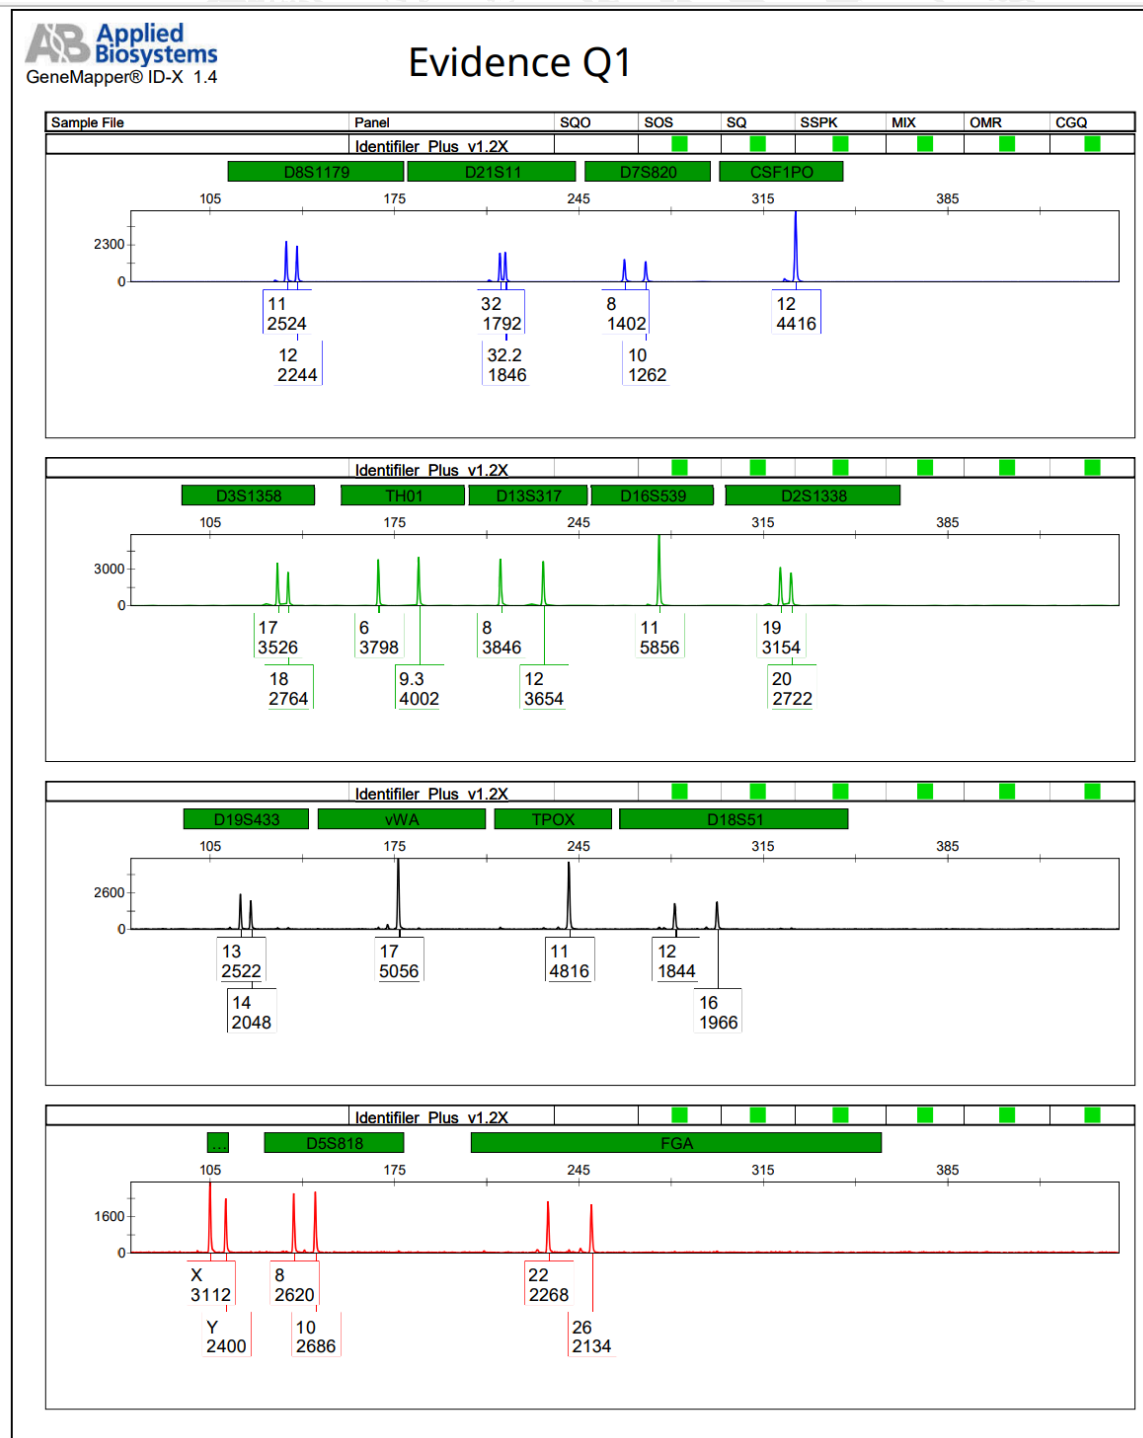 Applied
Biosystems
GeneMapper® ID-X 1.4
Evidence Q1
Sample File Panel SQO SOS SQ SSPK MIX OMR CGQ
Identifiler_Plus_v1.2X
D8S1179 D21S11 D7S820 CSF1PO
105 175 245 315 385
2300
0
11 32 8 12
2524 1792 1402 4416
12 32.2 10
2244 1846 1262
Identifiler_Plus_v1.2X
D3S1358 TH01 D13S317 D16S539 D2S1338
105 175 245 315 385
3000
0
17 6 8 11 19
3526 3798 3846 5856 3154
18 9.3 12 20
2764 4002 3654 2722
Identifiler_Plus_v1.2X
D19S433 vWA TPOX D18S51
105 175 245 315 385
2600
0
13 17 11 12
2522 5056 4816 1844
14 16
2048 1966
Identifiler_Plus_v1.2X
... D5S818 FGA
105 175 245 315 385
1600
0
X 8 22
3112 2620 2268
Y 10 26
2400 2686 2134